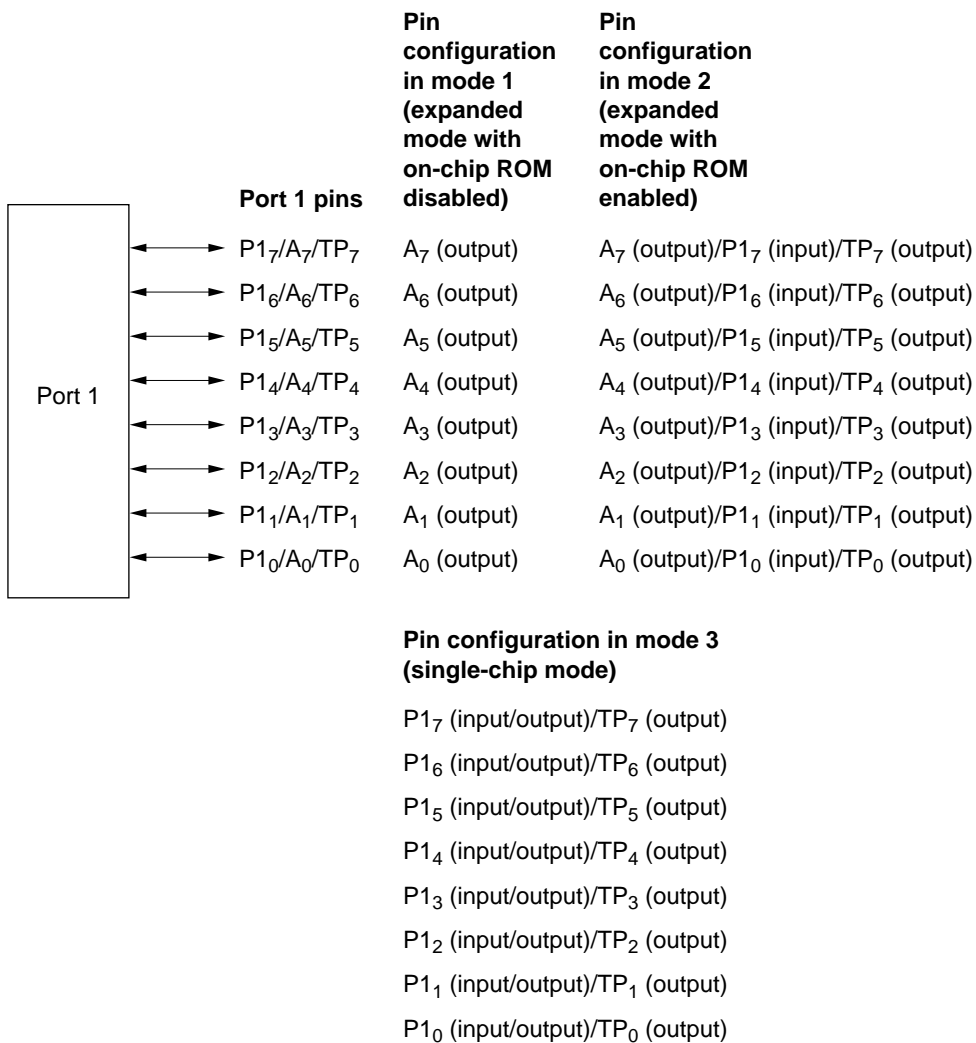 Pin configuration in mode 1 (expanded mode with on-chip ROM disabled)
Pin configuration in mode 2 (expanded mode with on-chip ROM enabled)
Port 1 pins
Port 1
P1₇/A₇/TP₇ A₇ (output) A₇ (output)/P1₇ (input)/TP₇ (output)
P1₆/A₆/TP₆ A₆ (output) A₆ (output)/P1₆ (input)/TP₆ (output)
P1₅/A₅/TP₅ A₅ (output) A₅ (output)/P1₅ (input)/TP₅ (output)
P1₄/A₄/TP₄ A₄ (output) A₄ (output)/P1₄ (input)/TP₄ (output)
P1₃/A₃/TP₃ A₃ (output) A₃ (output)/P1₃ (input)/TP₃ (output)
P1₂/A₂/TP₂ A₂ (output) A₂ (output)/P1₂ (input)/TP₂ (output)
P1₁/A₁/TP₁ A₁ (output) A₁ (output)/P1₁ (input)/TP₁ (output)
P1₀/A₀/TP₀ A₀ (output) A₀ (output)/P1₀ (input)/TP₀ (output)
Pin configuration in mode 3
(single-chip mode)
P1₇ (input/output)/TP₇ (output)
P1₆ (input/output)/TP₆ (output)
P1₅ (input/output)/TP₅ (output)
P1₄ (input/output)/TP₄ (output)
P1₃ (input/output)/TP₃ (output)
P1₂ (input/output)/TP₂ (output)
P1₁ (input/output)/TP₁ (output)
P1₀ (input/output)/TP₀ (output)